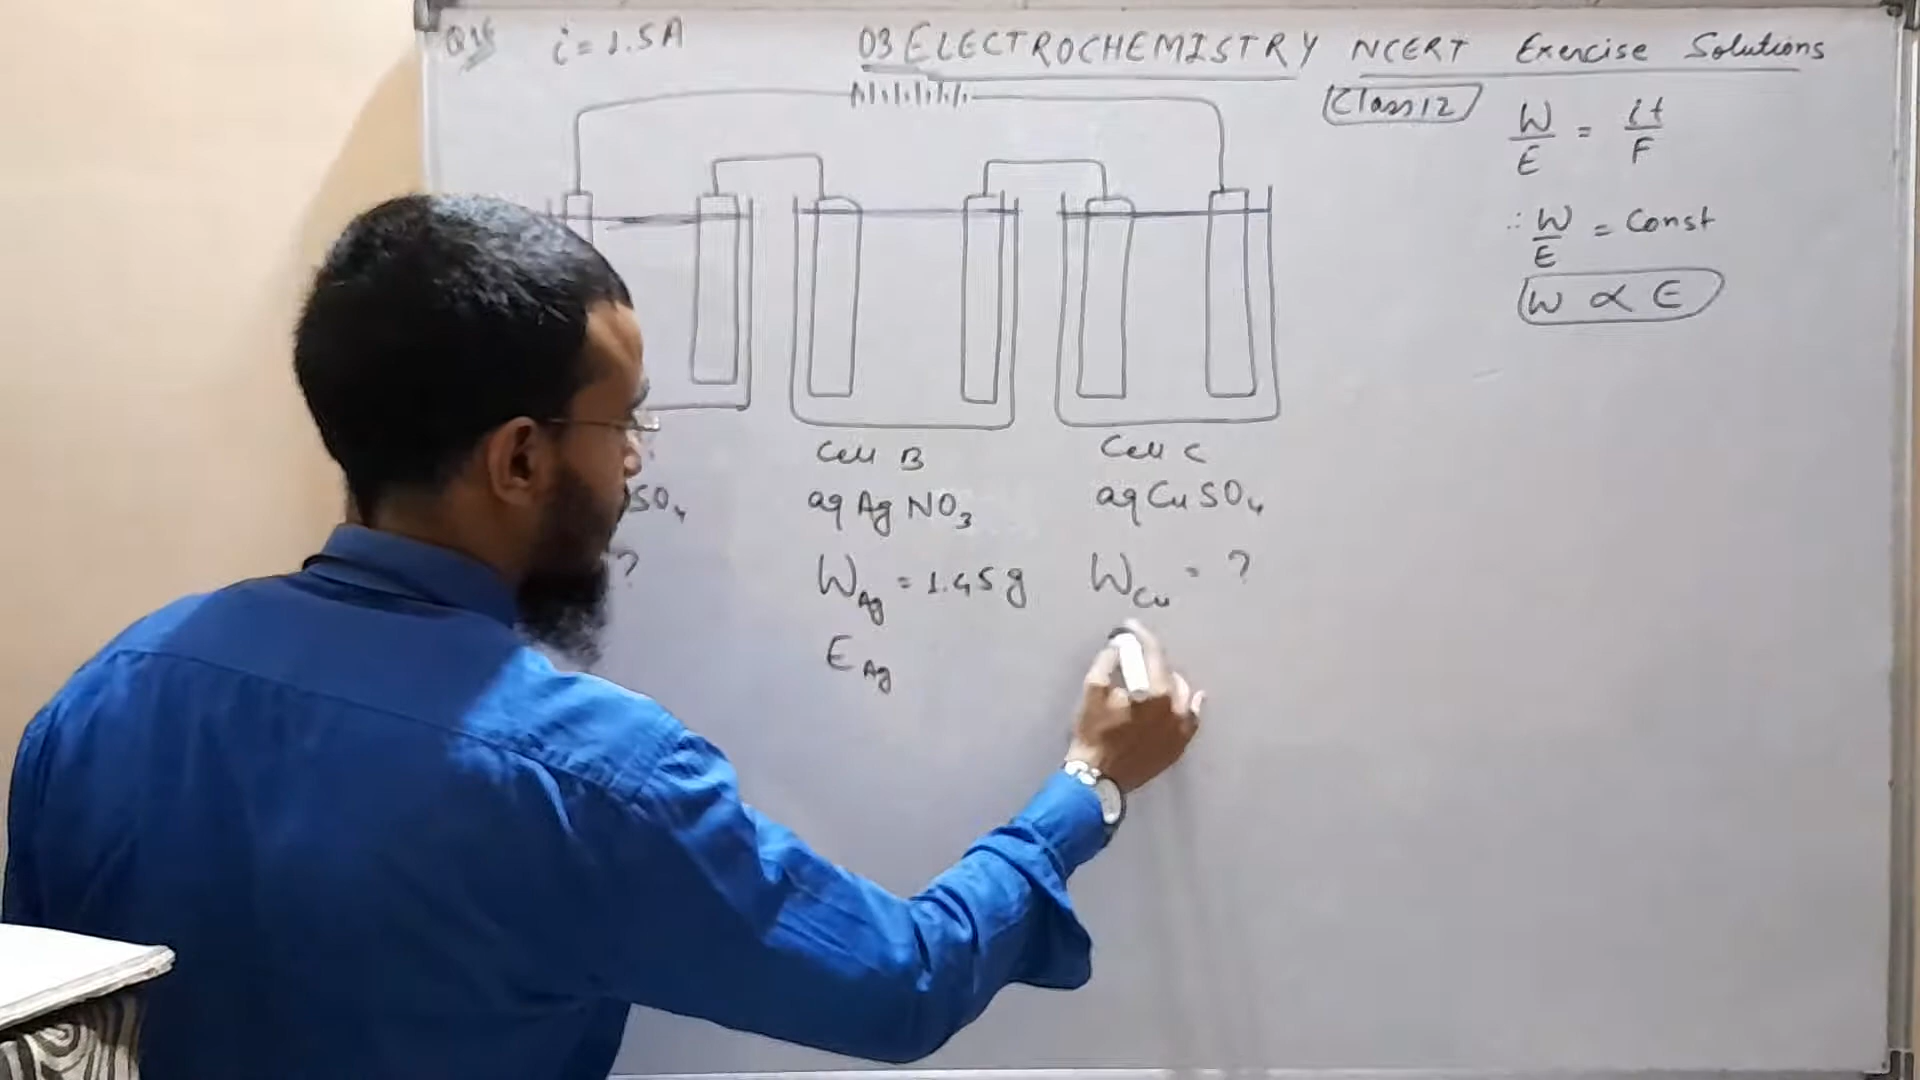 Q16 i = 1.5A
03 ELECTROCHEMISTRY NCERT Exercise Solutions
Class 12
W/E = it/F
∴ W/E = Const
W ∝ E
Cell B
Cell C
SO₄
aq AgNO₃
aq CuSO₄
?
W_Ag = 1.45g
W_Cu = ?
E_Ag